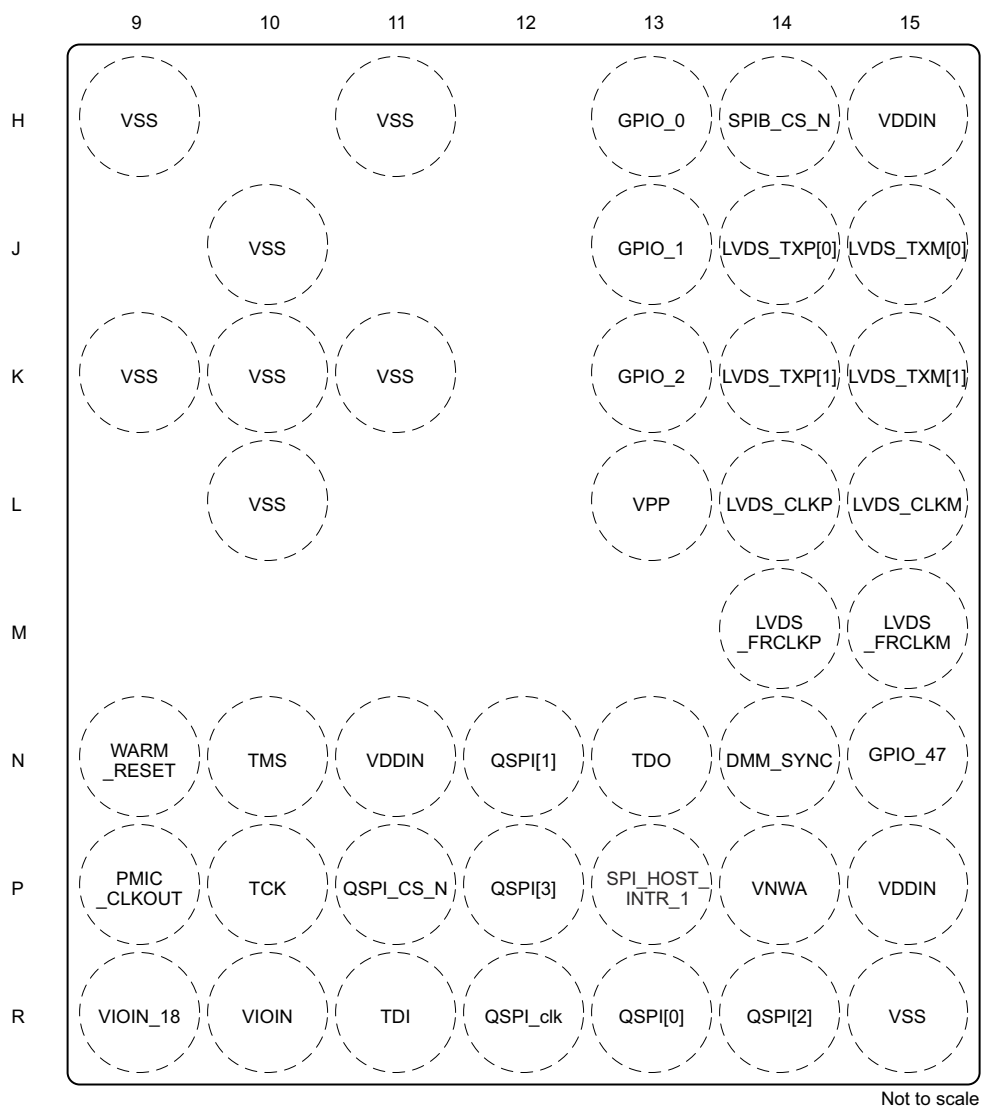 9 10 11 12 13 14 15
H VSS VSS GPIO_0 SPIB_CS_N VDDIN
J VSS GPIO_1 LVDS_TXP[0] LVDS_TXM[0]
K VSS VSS VSS GPIO_2 LVDS_TXP[1] LVDS_TXM[1]
L VSS VPP LVDS_CLKP LVDS_CLKM
M LVDS
_FRCLKP LVDS
_FRCLKM
N WARM
_RESET TMS VDDIN QSPI[1] TDO DMM_SYNC GPIO_47
P PMIC
_CLKOUT TCK QSPI_CS_N QSPI[3] SPI_HOST_
INTR_1 VNWA VDDIN
R VIOIN_18 VIOIN TDI QSPI_clk QSPI[0] QSPI[2] VSS
Not to scale